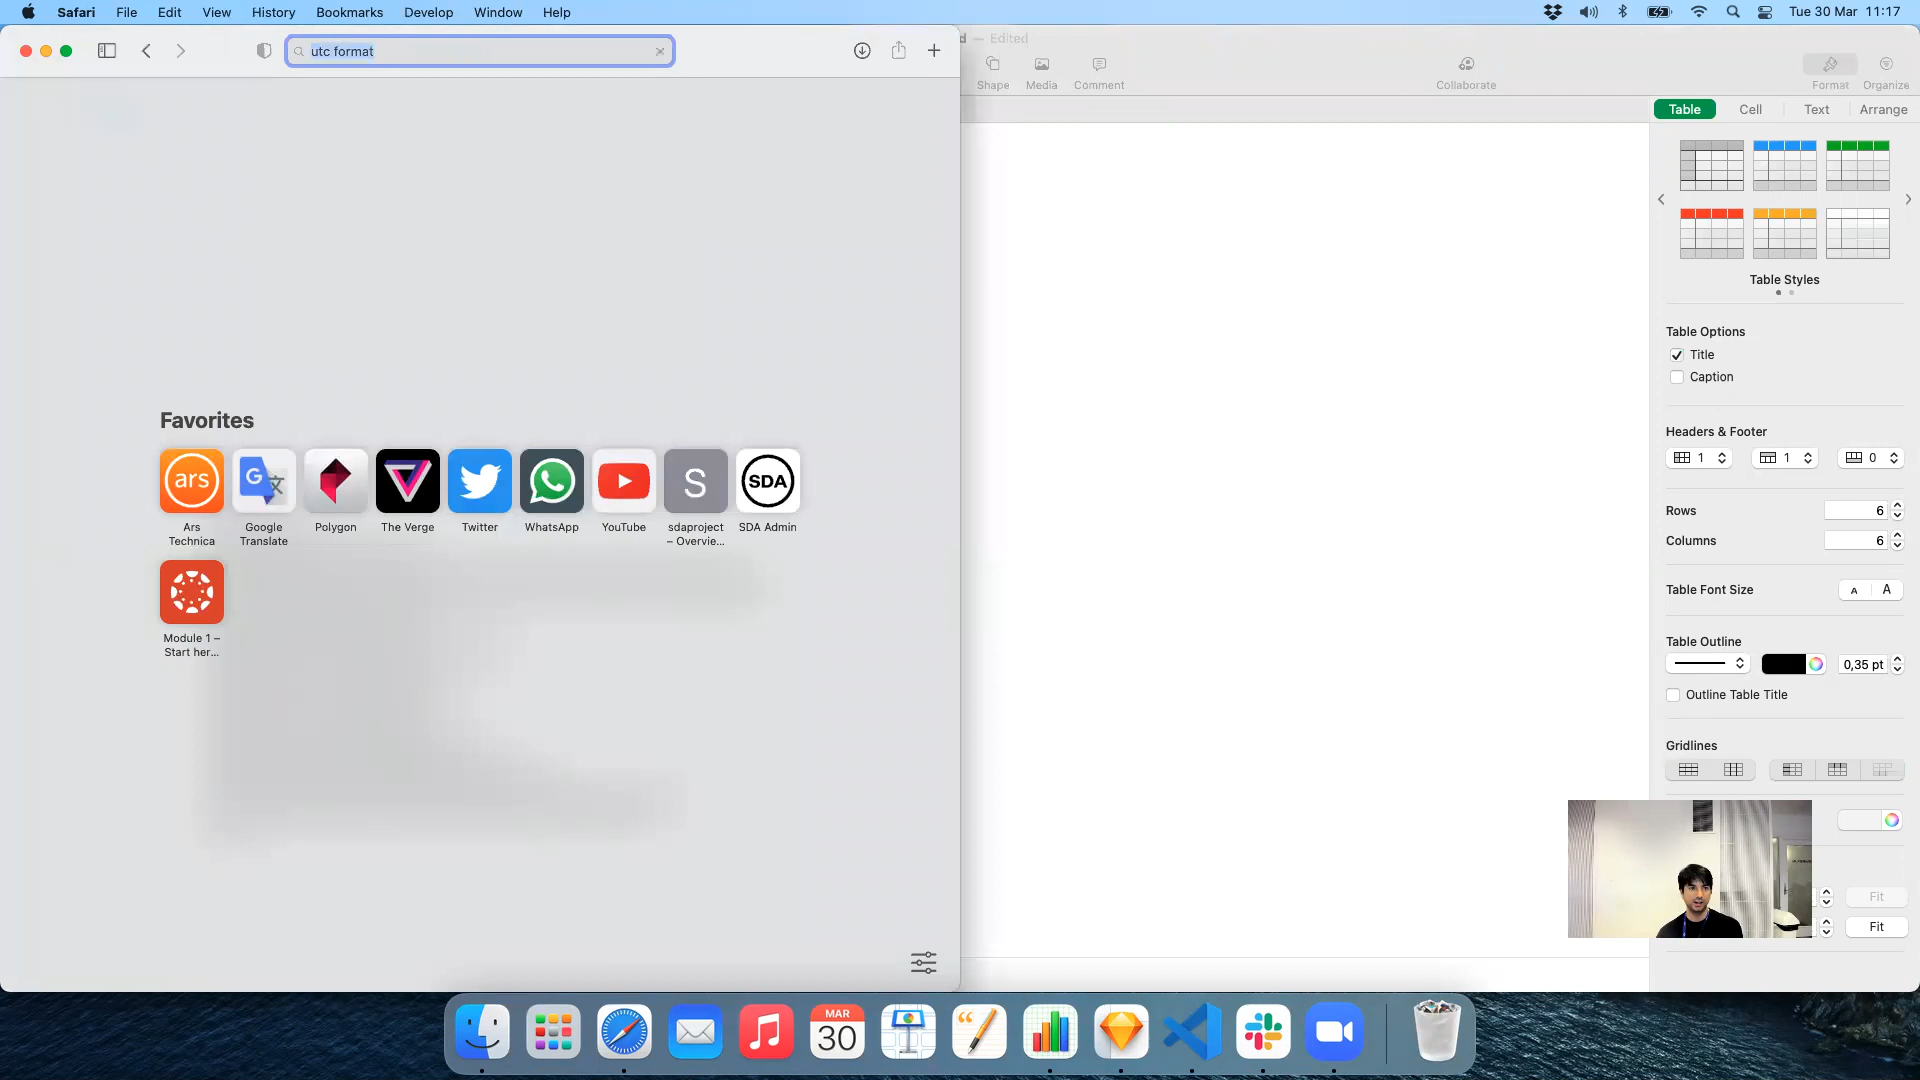 Safari File Edit View History Bookmarks Develop Window Help
Tue 30 Mar 11:17
utc format
d — Edited
Shape Media Comment Collaborate Format Organize
Table Cell Text Arrange
Table Styles
Table Options
Title
Caption
Headers & Footer
1 1 0
Rows 6
Columns 6
Table Font Size A A
Table Outline
0,35 pt
Outline Table Title
Gridlines
Fit
Fit
Favorites
ars
G
S
SDA
Ars Google Polygon The Verge Twitter WhatsApp YouTube sdaproject SDA Admin
Technica Translate – Overvie...
Module 1 –
Start her...
MAR
30